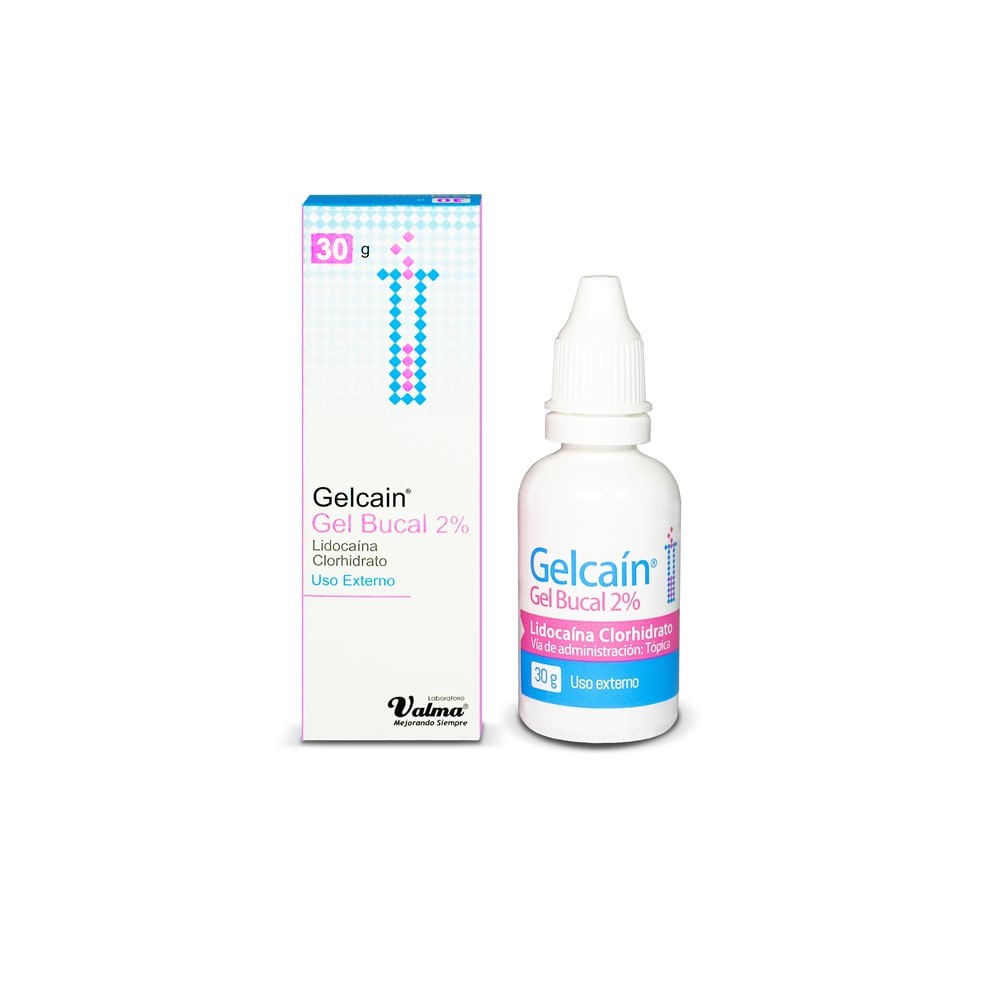 30 g
Gelcain®
Gel Bucal 2%
Lidocaína
Clorhidrato
Uso Externo
Laboratorio
Valma®
Mejorando Siempre
Gelcaín®
Gel Bucal 2%
Lidocaína Clorhidrato
Vía de administración: Tópica
30 g
Uso externo